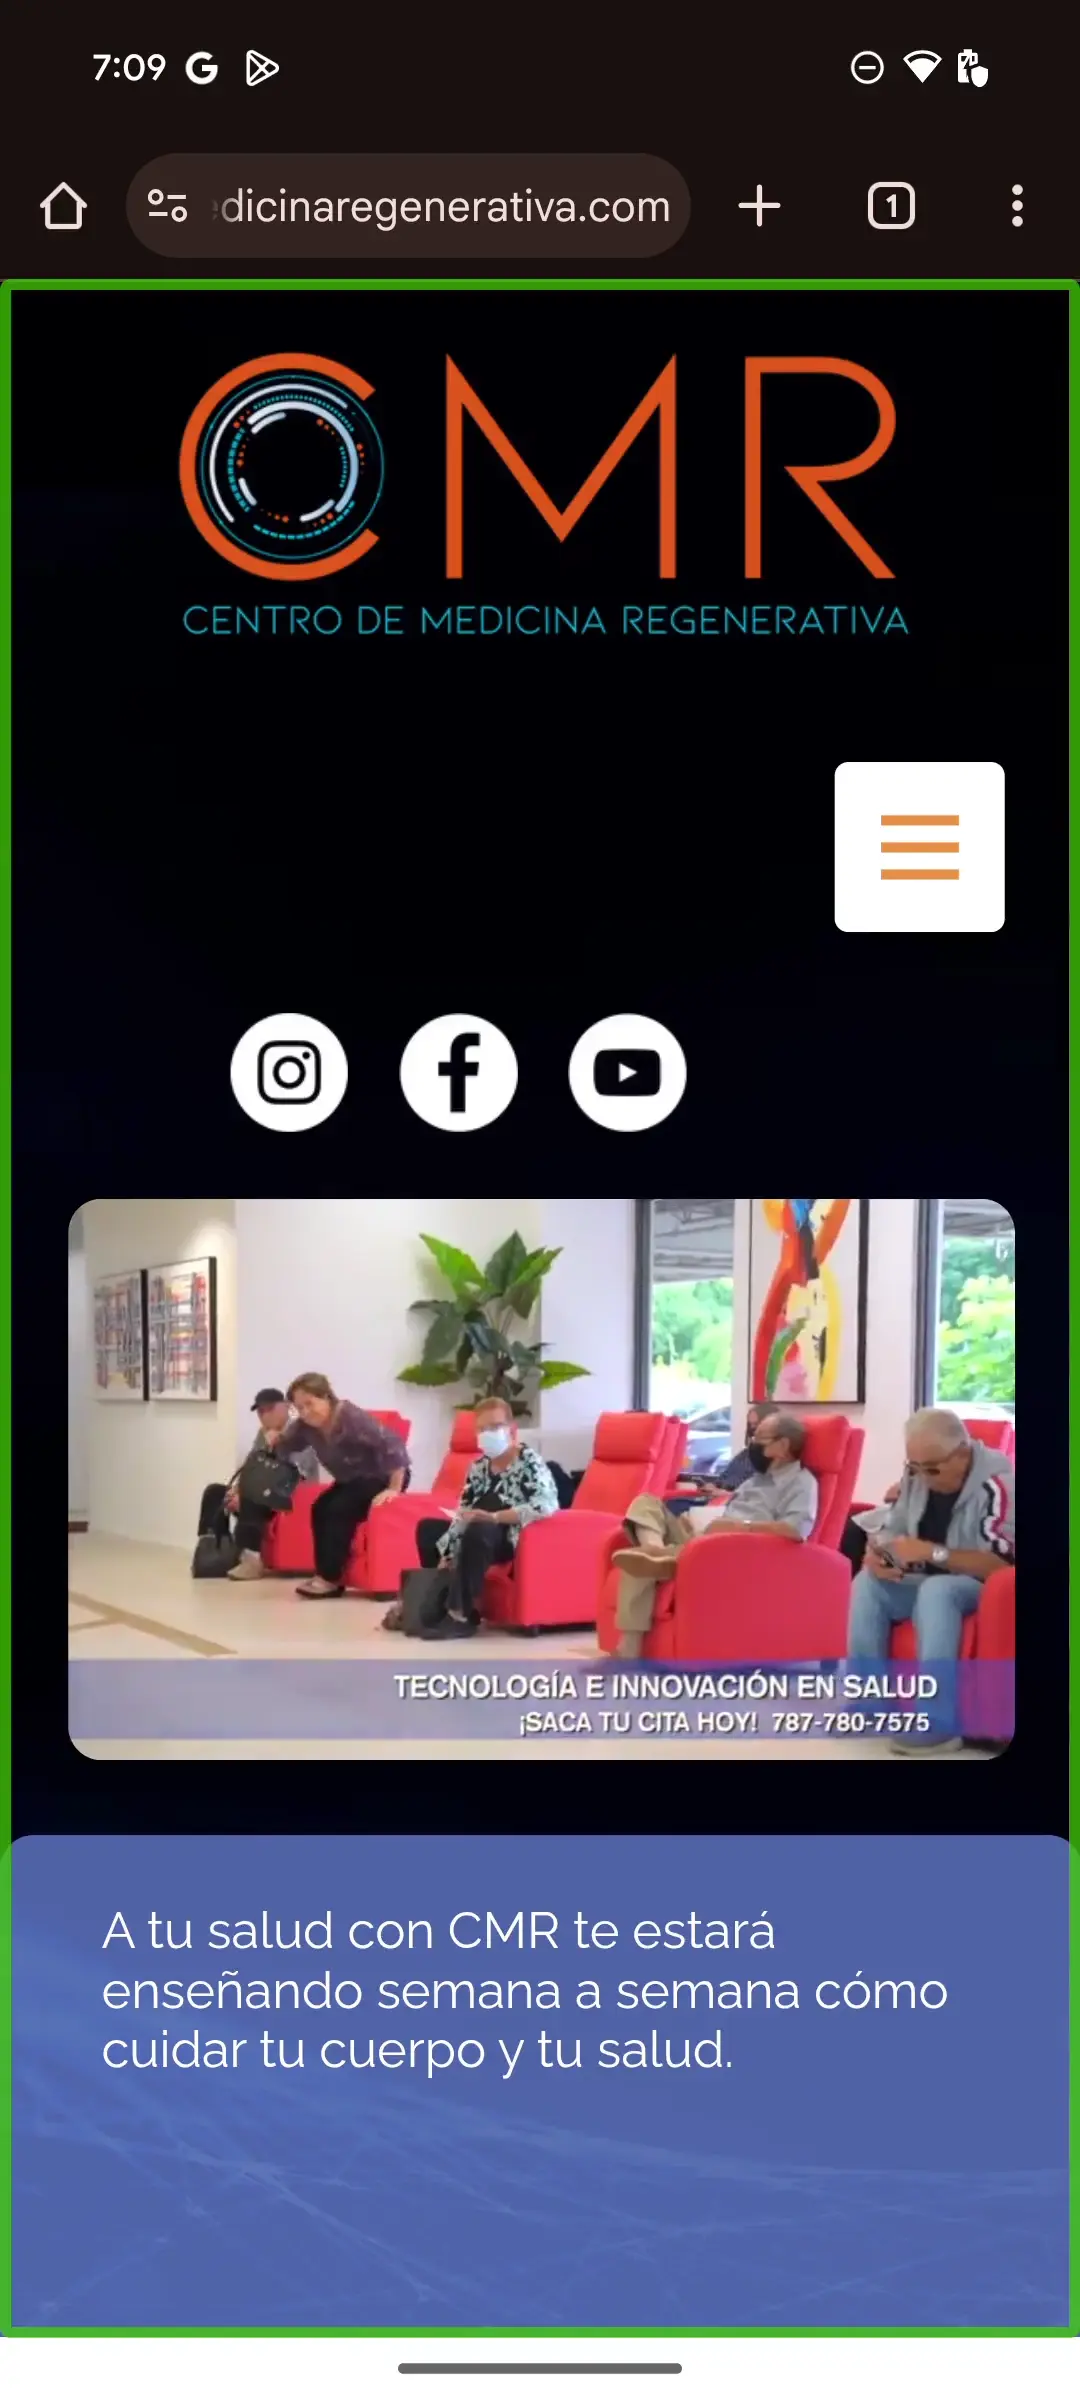 7:09
dicinaregenerativa.com
1
CMR
CENTRO DE MEDICINA REGENERATIVA
TECNOLOGÍA E INNOVACIÓN EN SALUD
¡SACA TU CITA HOY! 787-780-7575
A tu salud con CMR te estará
enseñando semana a semana cómo
cuidar tu cuerpo y tu salud.